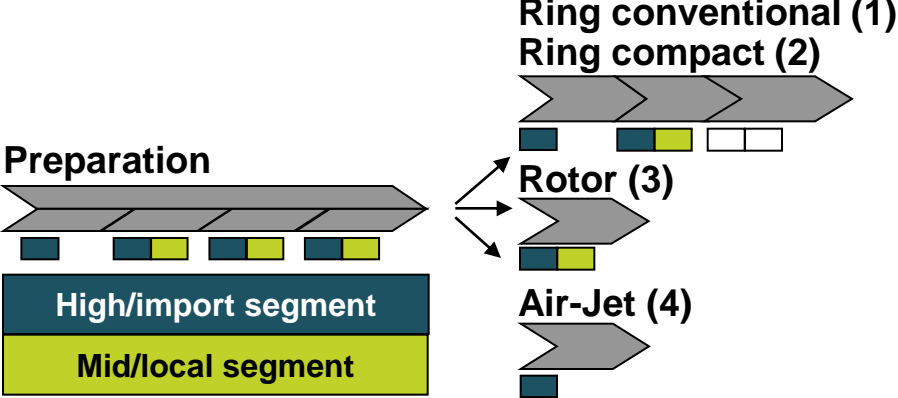 Ring conventional (1)
Ring compact (2)
Preparation
Rotor (3)
High/import segment
Air-Jet (4)
Mid/local segment